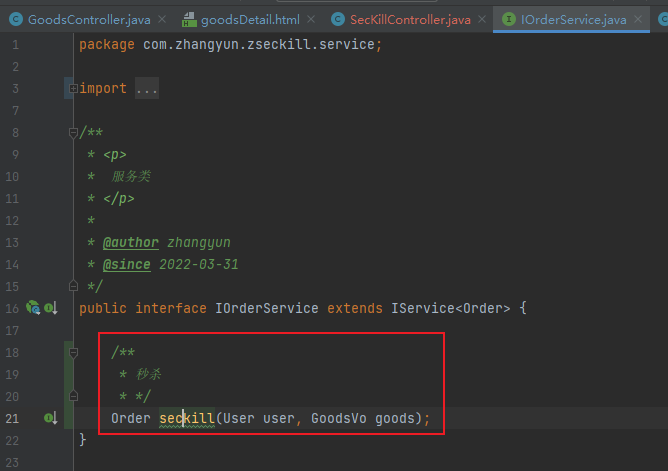 GoodsController.java
goodsDetail.html
SecKillController.java
IOrderService.java
1 package com.zhangyun.zseckill.service;
2
3 import ...
7
8 /**
9 * <p>
10 * 服务类
11 * </p>
12 *
13 * @author zhangyun
14 * @since 2022-03-31
15 */
16 public interface IOrderService extends IService<Order> {
17
18 /**
19 * 秒杀
20 * */
21 Order seckill(User user, GoodsVo goods);
22 }
23